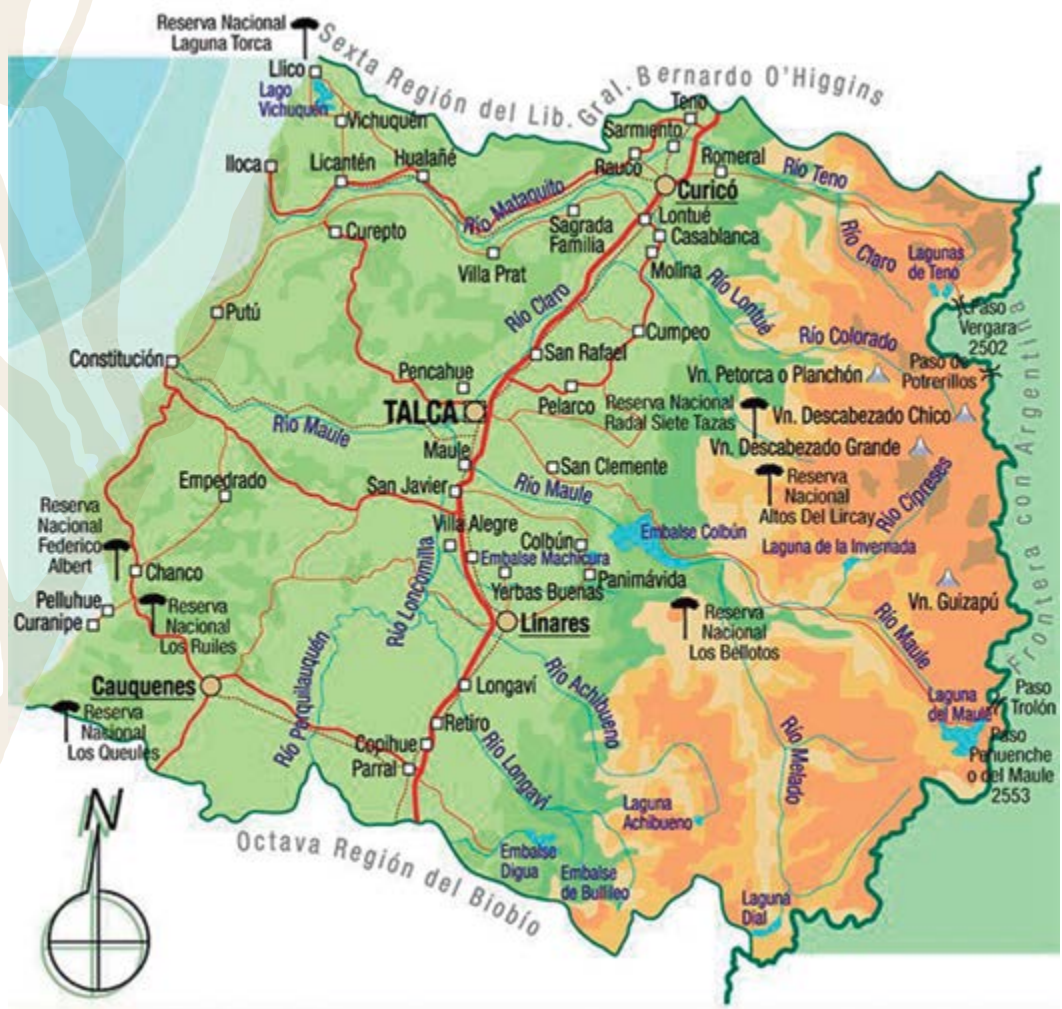 Reserva Nacional
Laguna Torca
Sexta Región del Lib. Gral. Bernardo O'Higgins
Llico
Lago
Vichuquén
Vichuquén
Teno
Sarmiento
Rauco
Romeral
Río Teno
Iloca
Licantén
Hualañé
Curicó
Río Mataquito
Lontué
Sagrada
Familia
Casablanca
Curepto
Villa Prat
Molina
Río Claro
Lagunas
de Teno
Río Lontué
Río Claro
Paso
Vergara
2502
Putú
Cumpeo
Río Colorado
Constitución
San Rafael
Paso de
Potrerillos
Pencahue
Vn. Petorca o Planchón
TALCA
Pelarco
Reserva Nacional
Radal Siete Tazas
Vn. Descabezado Chico
Río Maule
Maule
Vn. Descabezado Grande
San Clemente
Reserva
Nacional
Altos Del Lircay
Empedrado
San Javier
Río Maule
Río Cipreses
Frontera con Argentina
Reserva
Nacional
Federico
Albert
Villa Alegre
Colbún
Embalse Colbún
Embalse Machicura
Laguna de la Invernada
Chanco
Río Loncomilla
Yerbas Buenas
Panimávida
Vn. Guizapú
Pelluhue
Curanipe
Reserva
Nacional
Los Ruiles
Linares
Reserva
Nacional
Los Bellotos
Río Maule
Cauquenes
Río Perquilauquén
Longaví
Río Achibueno
Paso
Trolón
Laguna
del Maule
Reserva
Nacional
Los Queules
Retiro
Copihue
Parral
Río Longaví
Río Melado
Paso
Pehuenche
o del Maule
2553
Laguna
Achibueno
N
Octava Región del Biobío
Embalse
Digua
Embalse
de Bullileo
Laguna
Dial